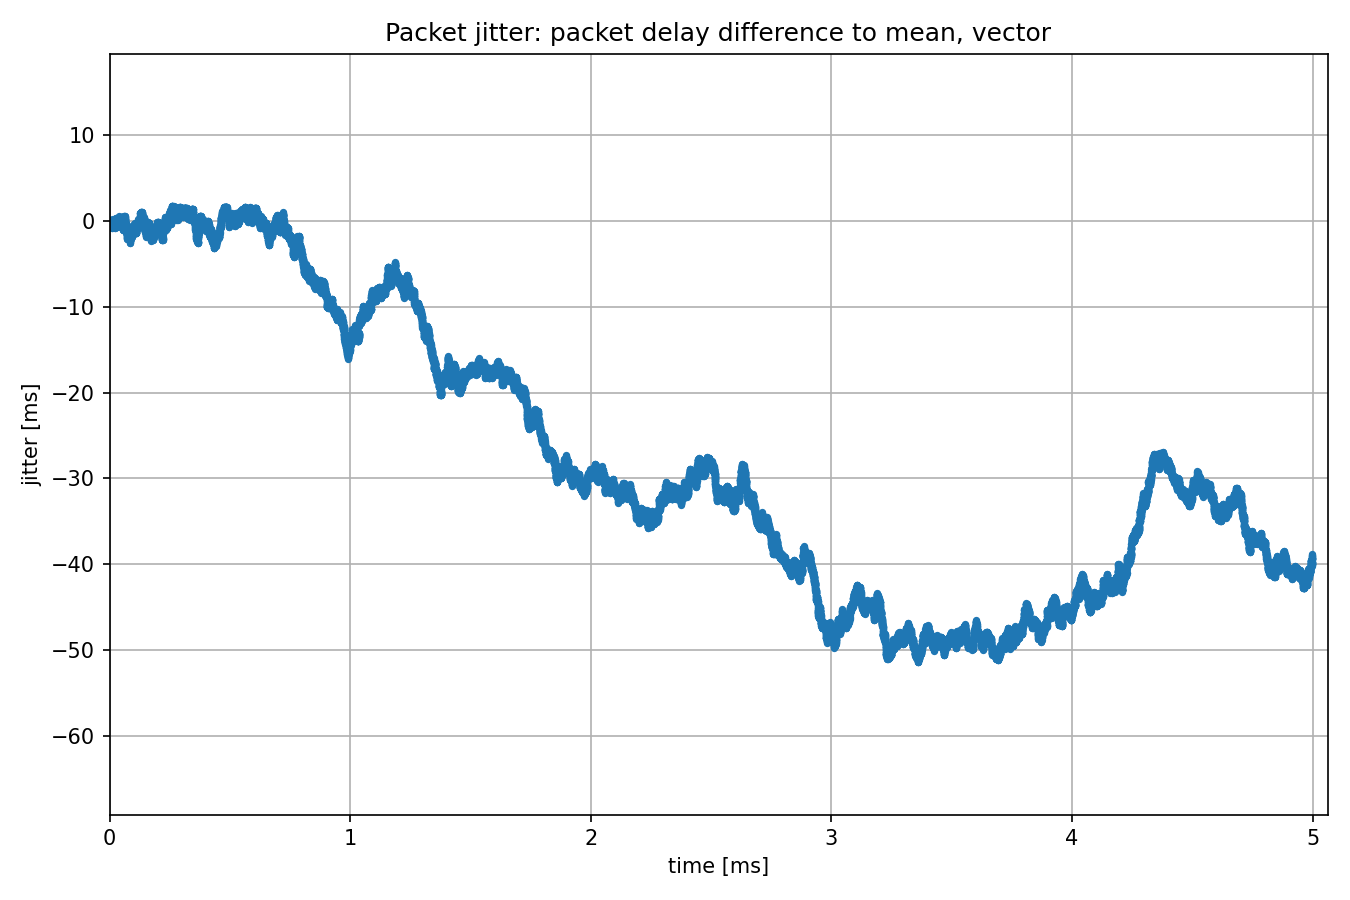 Packet jitter: packet delay difference to mean, vector
10
0
−10
−20
−30
−40
−50
−60
jitter [ms]
0 1 2 3 4 5
time [ms]